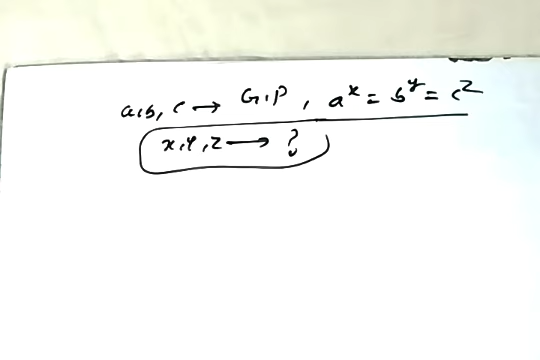 a,b, c → G.P , a^x = b^y = c^z
x,y,z → ?